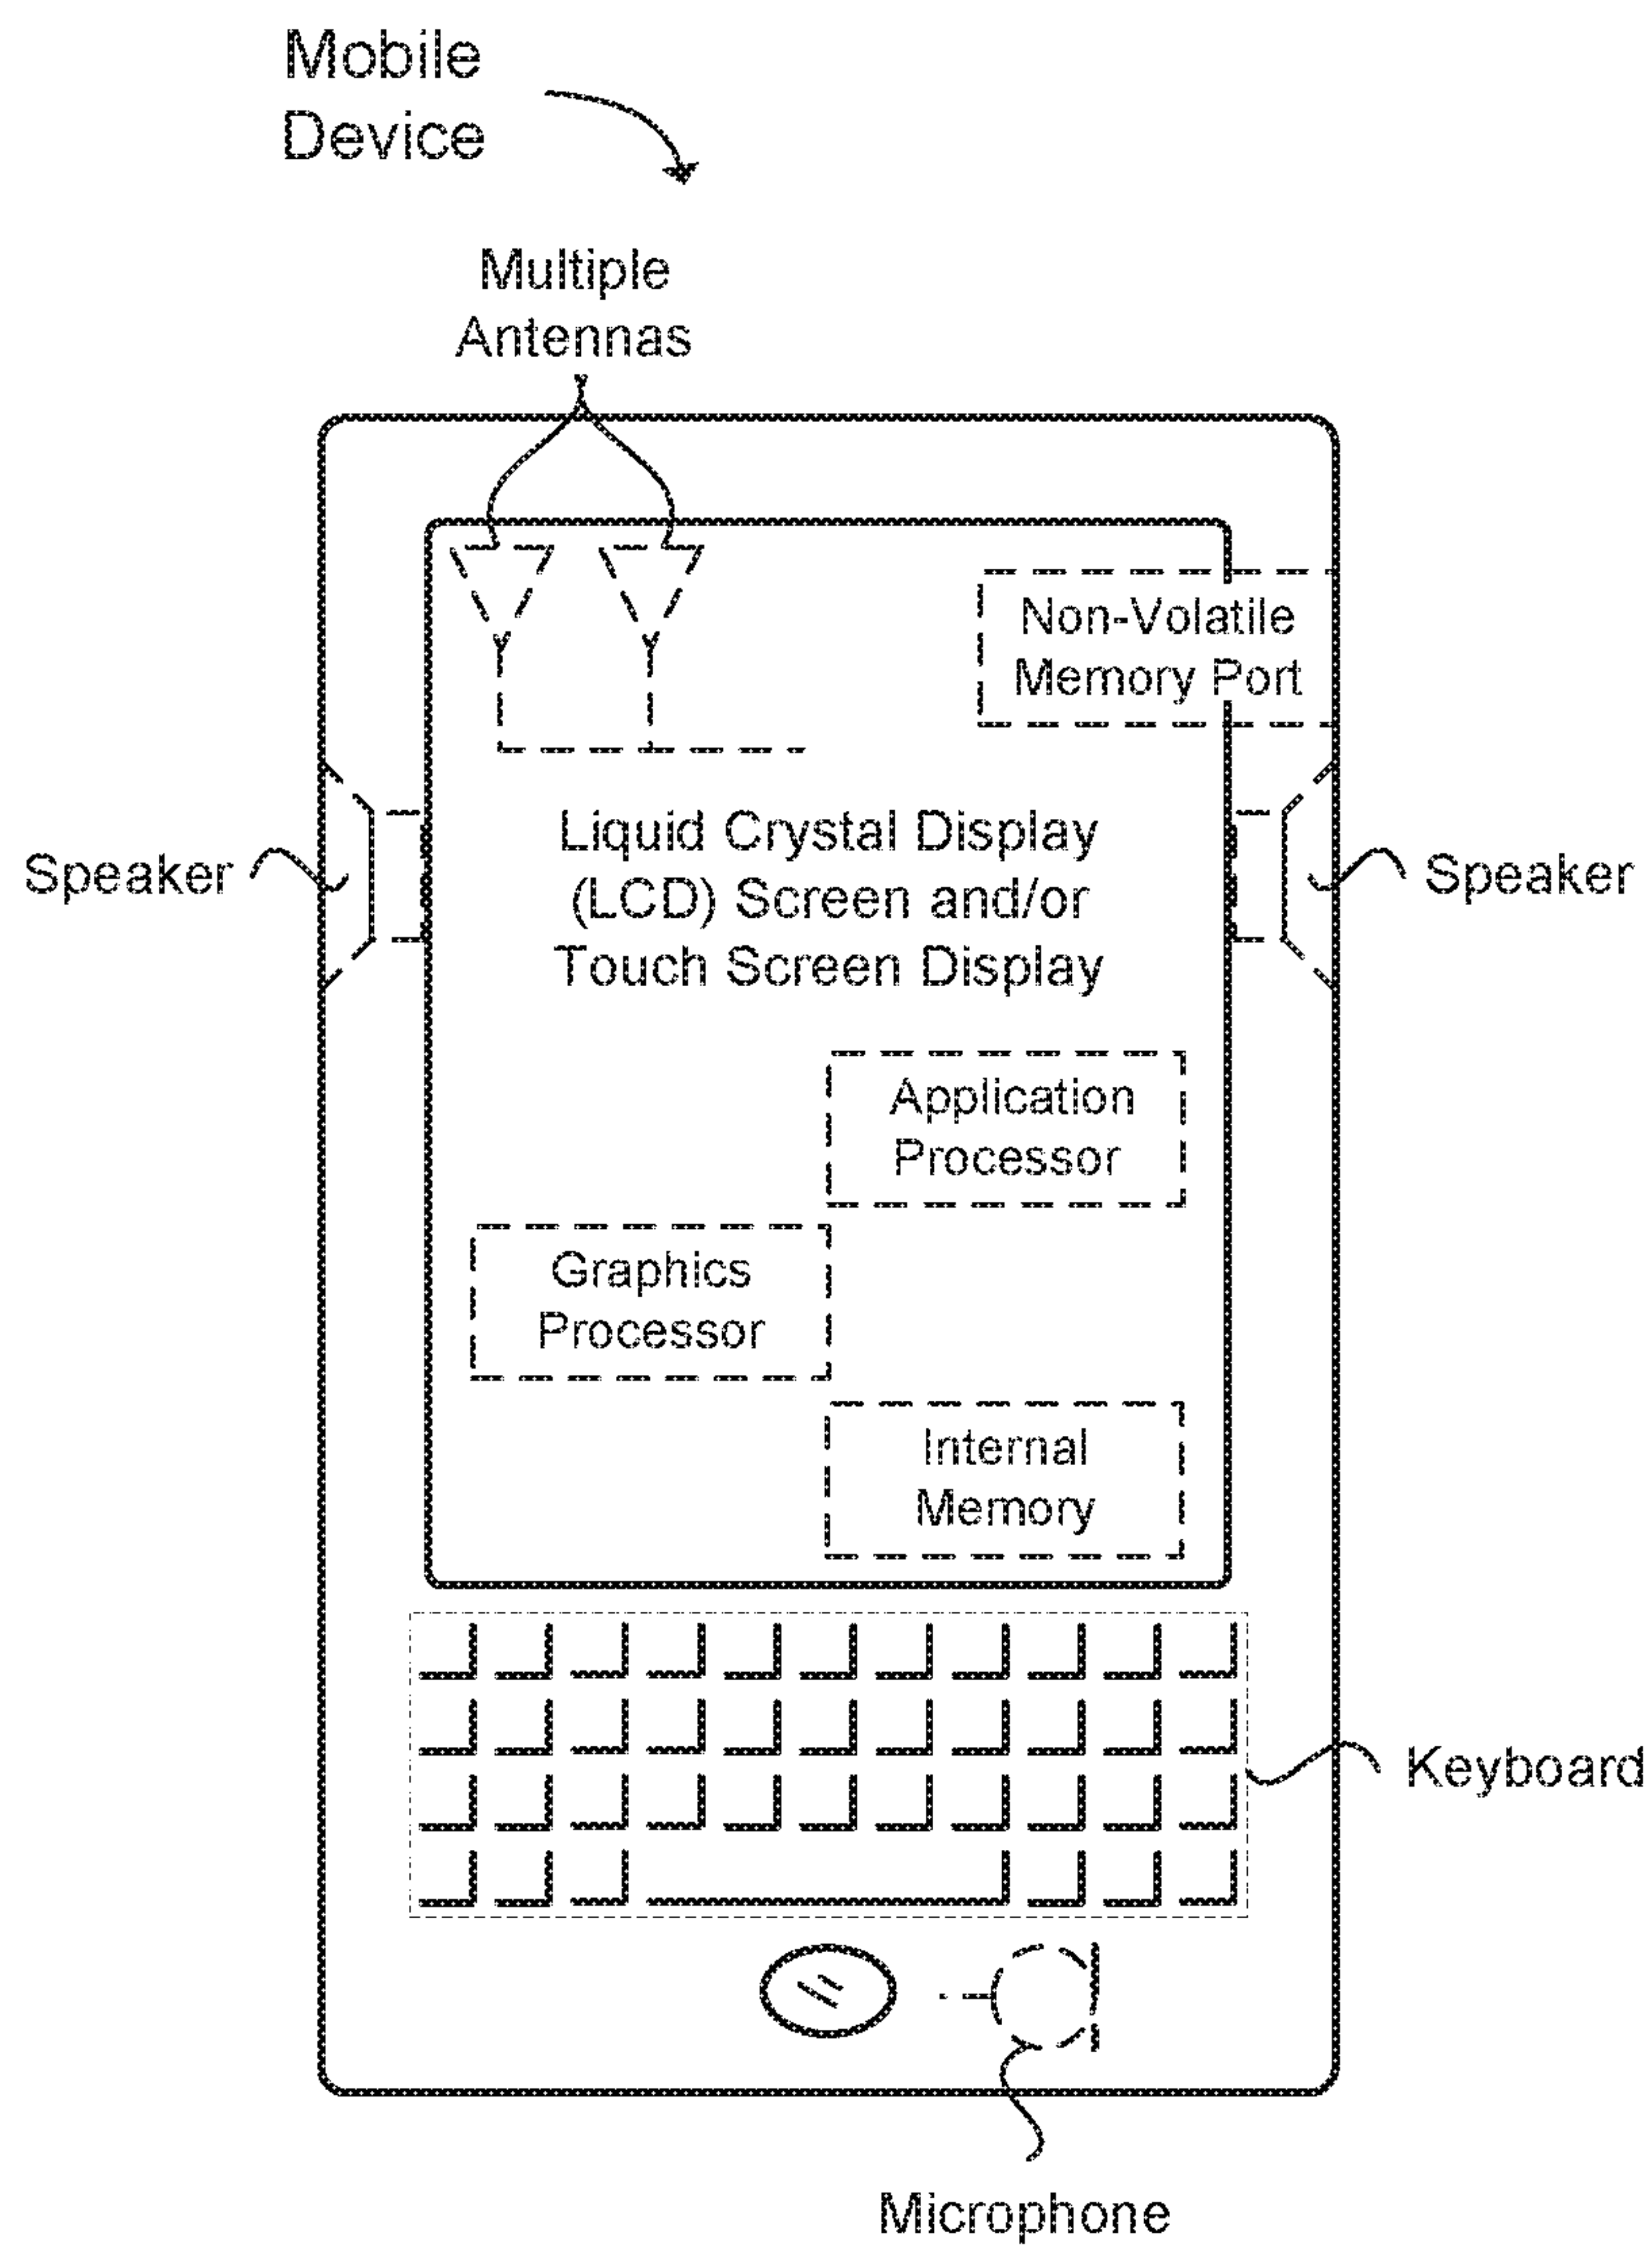 Mobile
Device
Multiple
Antennas
Non-Volatile
Memory Port
Liquid Crystal Display
(LCD) Screen and/or
Touch Screen Display
Speaker
Speaker
Application
Processor
Graphics
Processor
Internal
Memory
Keyboard
Microphone